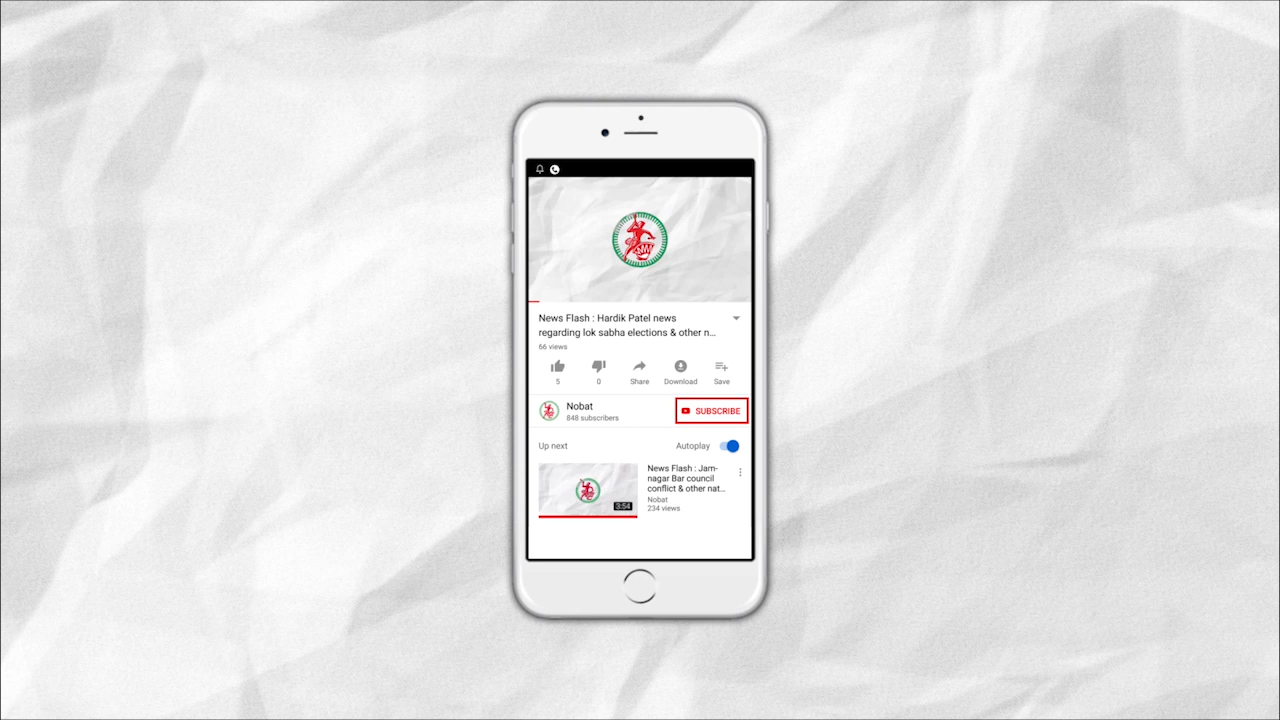 News Flash : Hardik Patel news
regarding lok sabha elections & other n...
66 views
5
0
Share
Download
Save
Nobat
848 subscribers
SUBSCRIBE
Up next
Autoplay
News Flash : Jam-
nagar Bar council
conflict & other nat...
Nobat
234 views
3:54